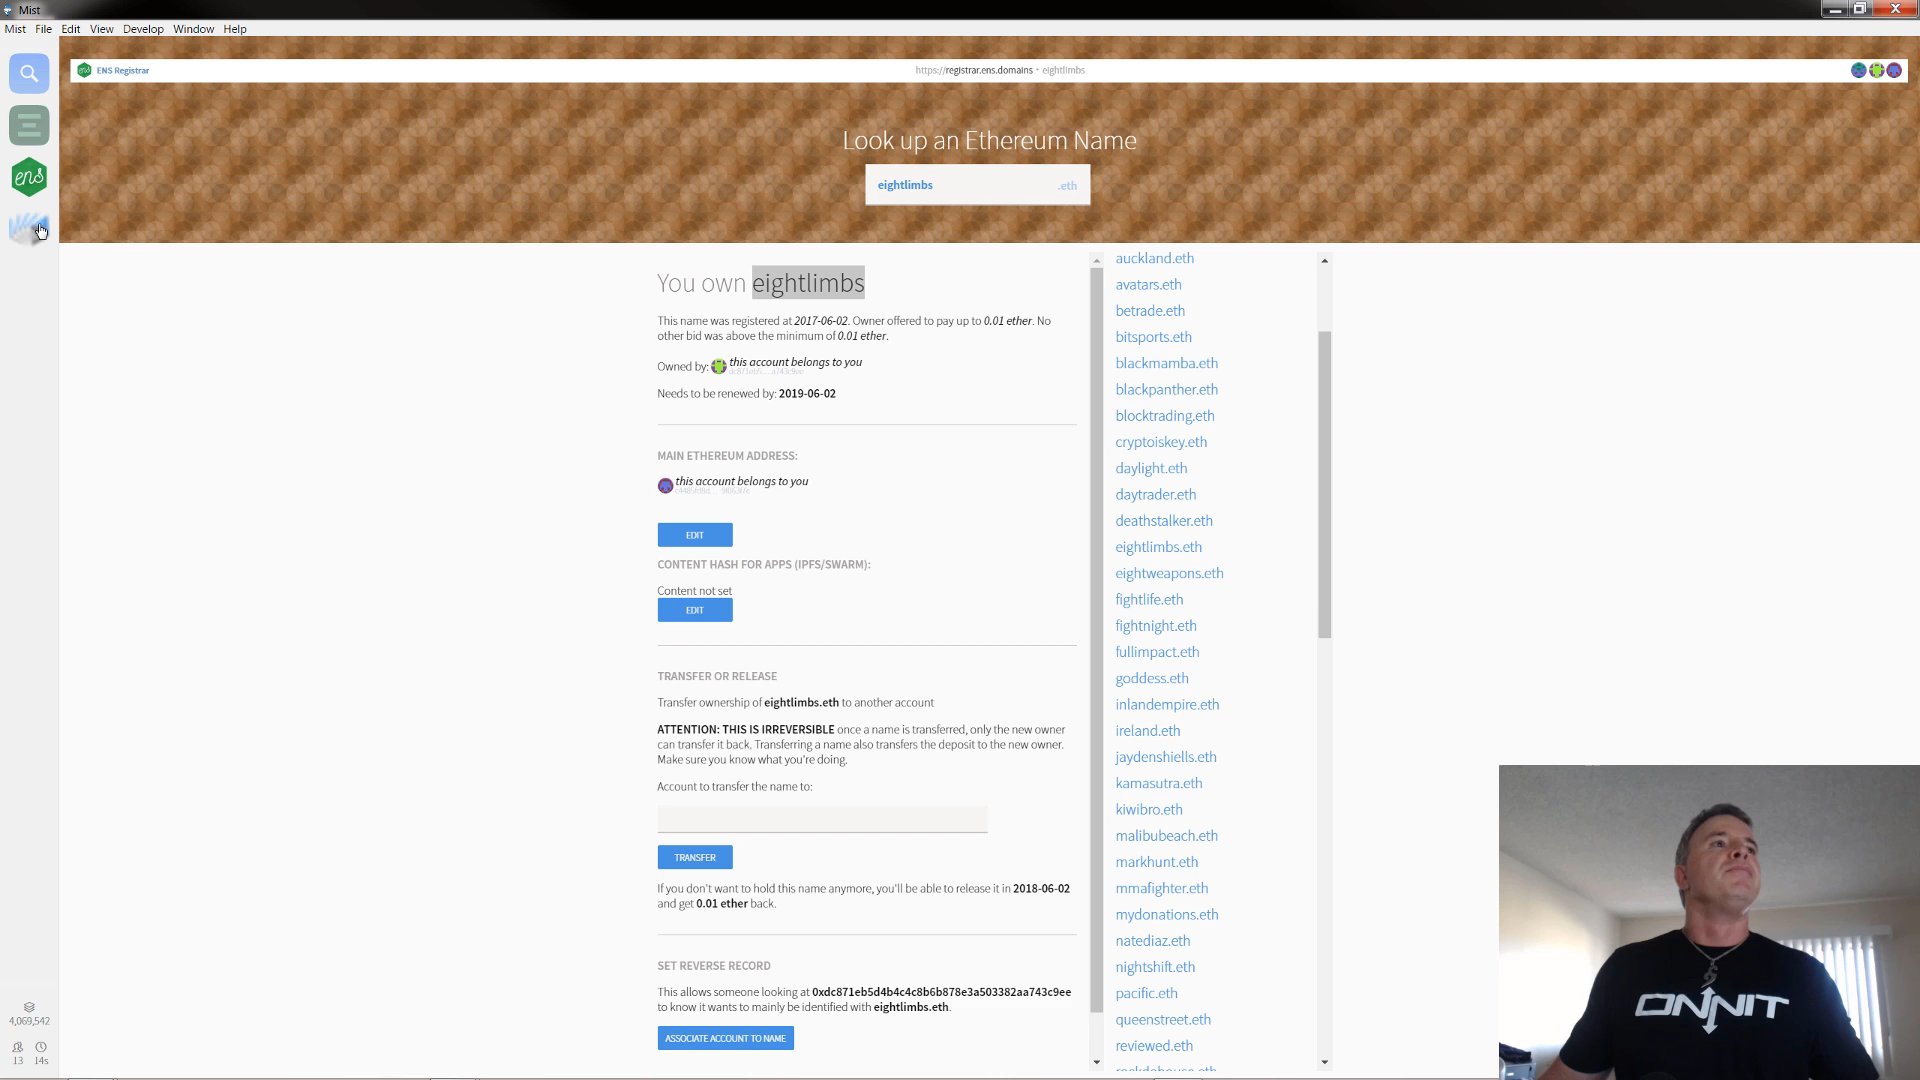 Mist
Mist File Edit View Develop Window Help
ENS Registrar
https://registrar.ens.domains • eightlimbs
ens
Look up an Ethereum Name
eightlimbs .eth
You own eightlimbs
This name was registered at 2017-06-02. Owner offered to pay up to 0.01 ether. No
other bid was above the minimum of 0.01 ether.
Owned by: this account belongs to you
Needs to be renewed by: 2019-06-02
MAIN ETHEREUM ADDRESS:
this account belongs to you
EDIT
CONTENT HASH FOR APPS (IPFS/SWARM):
Content not set
EDIT
TRANSFER OR RELEASE
Transfer ownership of eightlimbs.eth to another account
ATTENTION: THIS IS IRREVERSIBLE once a name is transferred, only the new owner
can transfer it back. Transferring a name also transfers the deposit to the new owner.
Make sure you know what you're doing.
Account to transfer the name to:
TRANSFER
If you don't want to hold this name anymore, you'll be able to release it in 2018-06-02
and get 0.01 ether back.
SET REVERSE RECORD
This allows someone looking at 0xdc871eb5d4b4c4c8b6b878e3a503382aa743c9ee
to know it wants to mainly be identified with eightlimbs.eth.
ASSOCIATE ACCOUNT TO NAME
auckland.eth
avatars.eth
betrade.eth
bitsports.eth
blackmamba.eth
blackpanther.eth
blocktrading.eth
cryptoiskey.eth
daylight.eth
daytrader.eth
deathstalker.eth
eightlimbs.eth
eightweapons.eth
fightlife.eth
fightnight.eth
fullimpact.eth
goddess.eth
inlandempire.eth
ireland.eth
jaydenshiells.eth
kamasutra.eth
kiwibro.eth
malibubeach.eth
markhunt.eth
mmafighter.eth
mydonations.eth
natediaz.eth
nightshift.eth
pacific.eth
queenstreet.eth
reviewed.eth
4,069,542
13 14s
ONNIT